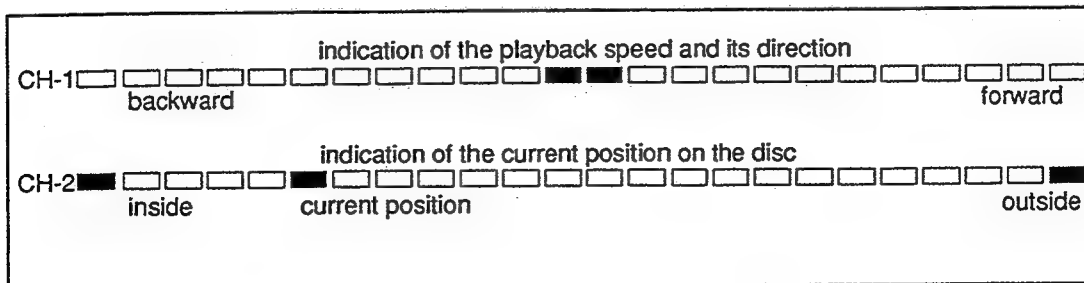 indication of the playback speed and its direction
CH-1
backward forward
indication of the current position on the disc
CH-2
inside current position outside